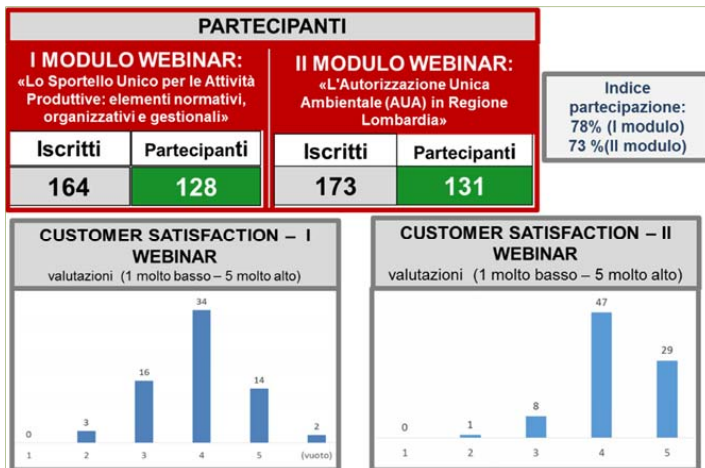 PARTECIPANTI
I MODULO WEBINAR:
«Lo Sportello Unico per le Attività
Produttive: elementi normativi,
organizzativi e gestionali»
Iscritti
Partecipanti
164
128
II MODULO WEBINAR:
«L'Autorizzazione Unica
Ambientale (AUA) in Regione
Lombardia»
Iscritti
Partecipanti
173
131
Indice
partecipazione:
78% (I modulo)
73 %(II modulo)
CUSTOMER SATISFACTION – I
WEBINAR
valutazioni (1 molto basso – 5 molto alto)
0
3
16
34
14
2
1
2
3
4
5
(vuoto)
CUSTOMER SATISFACTION – II
WEBINAR
valutazioni (1 molto basso – 5 molto alto)
0
1
8
47
29
1
2
3
4
5